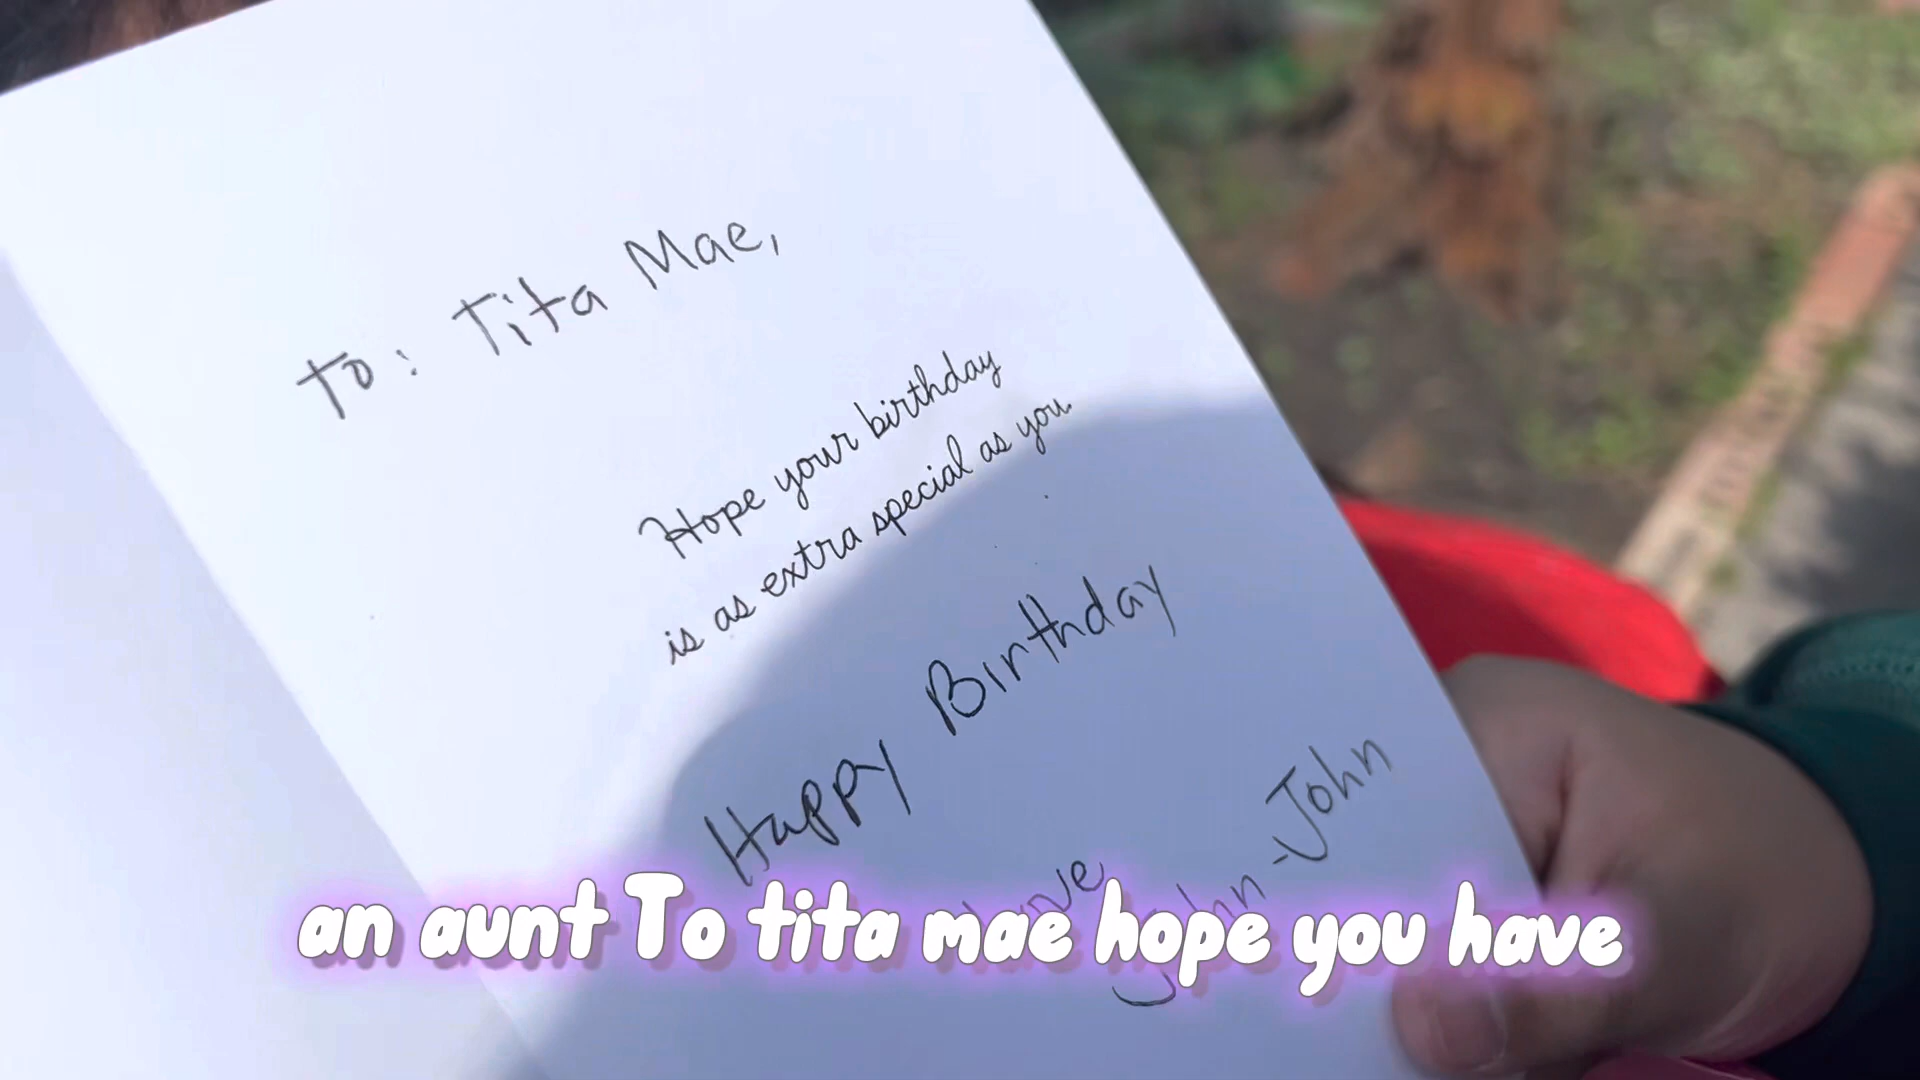 To: Tita Mae,
Hope your birthday
is as extra special as you.
Happy Birthday
Love
John-John
an aunt To tita mae hope you have